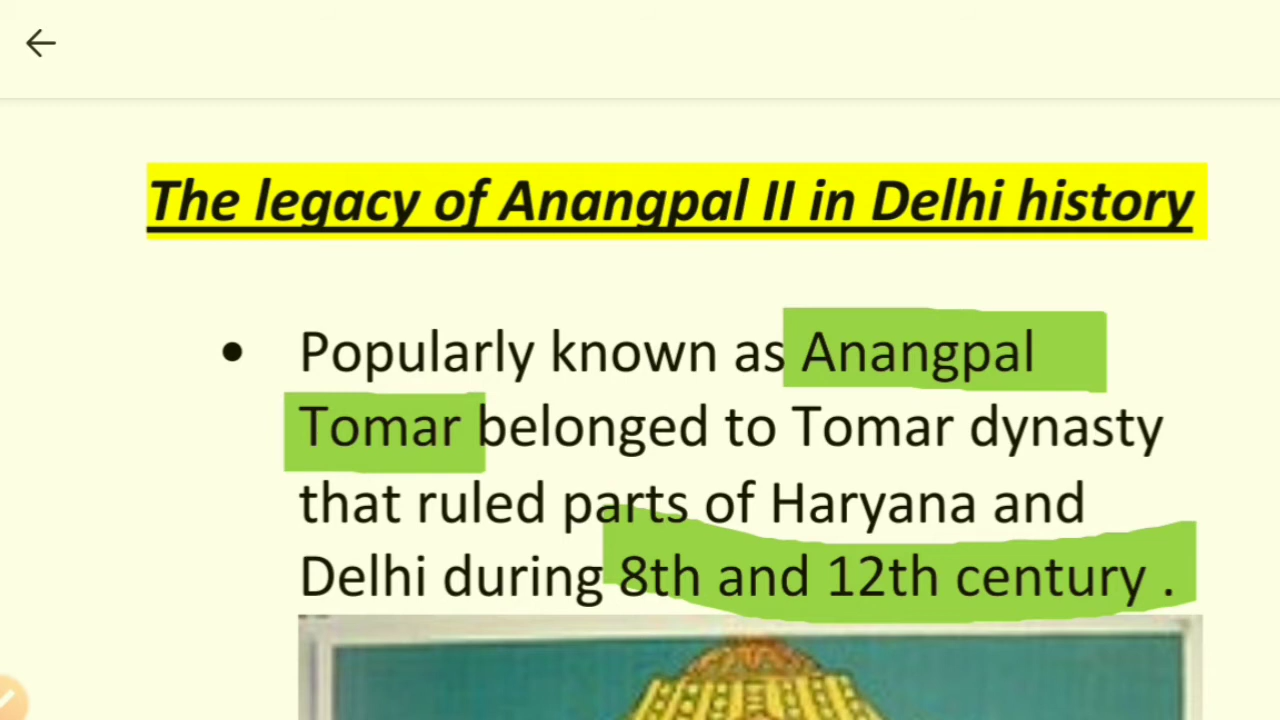 The legacy of Anangpal II in Delhi history
• Popularly known as Anangpal
Tomar belonged to Tomar dynasty
that ruled parts of Haryana and
Delhi during 8th and 12th century .